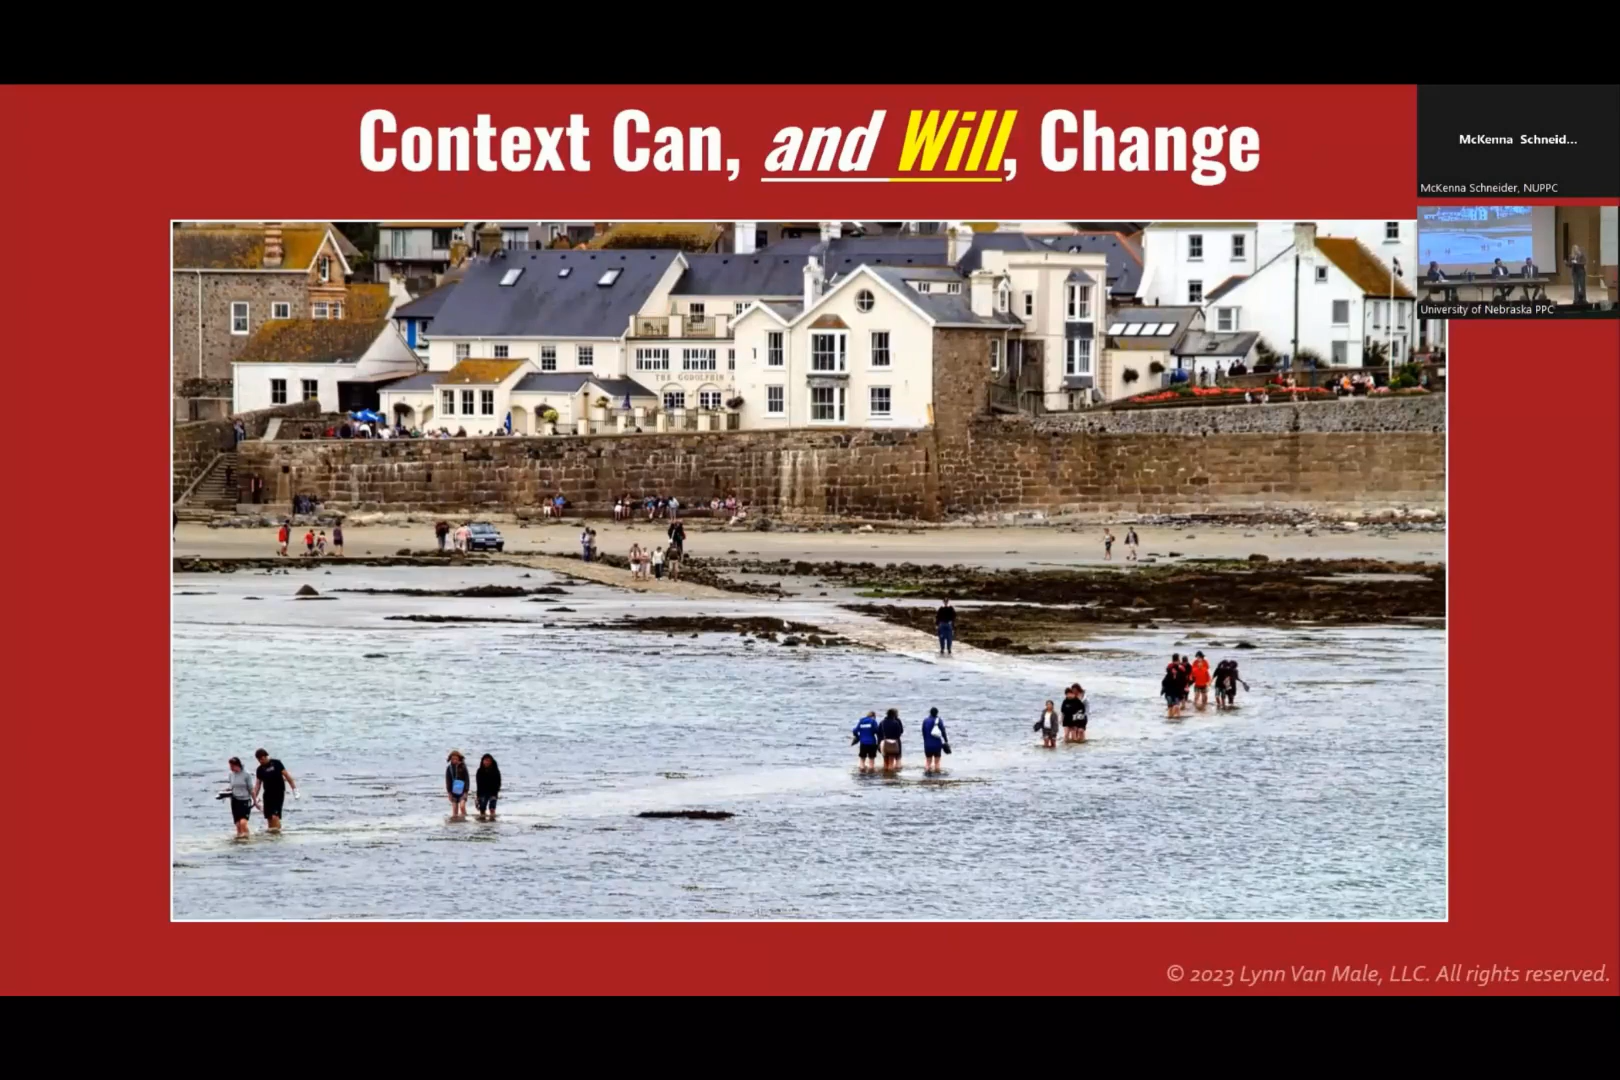 Context Can, and Will, Change
McKenna Schneid...
McKenna Schneider, NUPPC
University of Nebraska PPC
THE GODOLPHIN
© 2023 Lynn Van Male, LLC. All rights reserved.